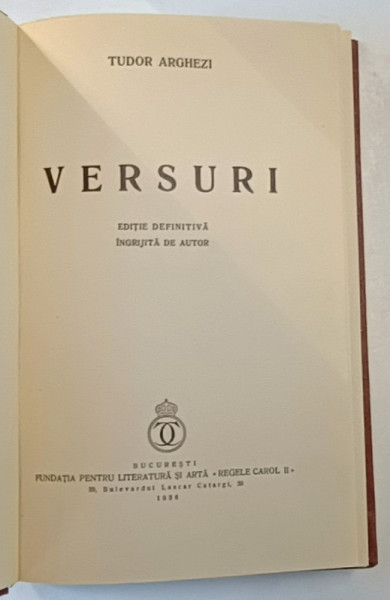 TUDOR ARGHEZI
VERSURI
EDIȚIE DEFINITIVĂ
ÎNGRIJITĂ DE AUTOR
BUCUREȘTI
FUNDAȚIA PENTRU LITERATURĂ ȘI ARTĂ «REGELE CAROL II»
39, Bulevardul Lascar Catargi, 39
1936